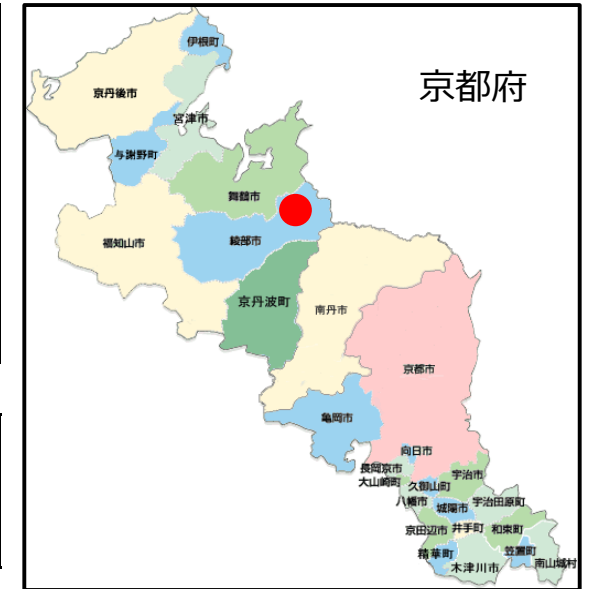 京都府
伊根町
京丹後市
宮津市
与謝野町
舞鶴市
綾部市
福知山市
京丹波町
南丹市
京都市
亀岡市
向日市
長岡京市
大山崎町
宇治市
久御山町
八幡市
宇治田原町
城陽市
京田辺市
井手町
和束町
精華町
笠置町
木津川市
南山城村